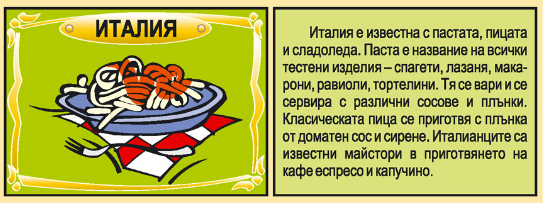 ИТАЛИЯ
Италия е известна с пастата, пицата
и сладоледа. Паста е название на всички
тестени изделия – спагети, лазаня, мака-
рони, равиоли, тортелини. Тя се вари и се
сервира с различни сосове и плънки.
Класическата пица се приготвя с плънка
от доматен сос и сирене. Италианците са
известни майстори в приготвянето на
кафе еспресо и капучино.